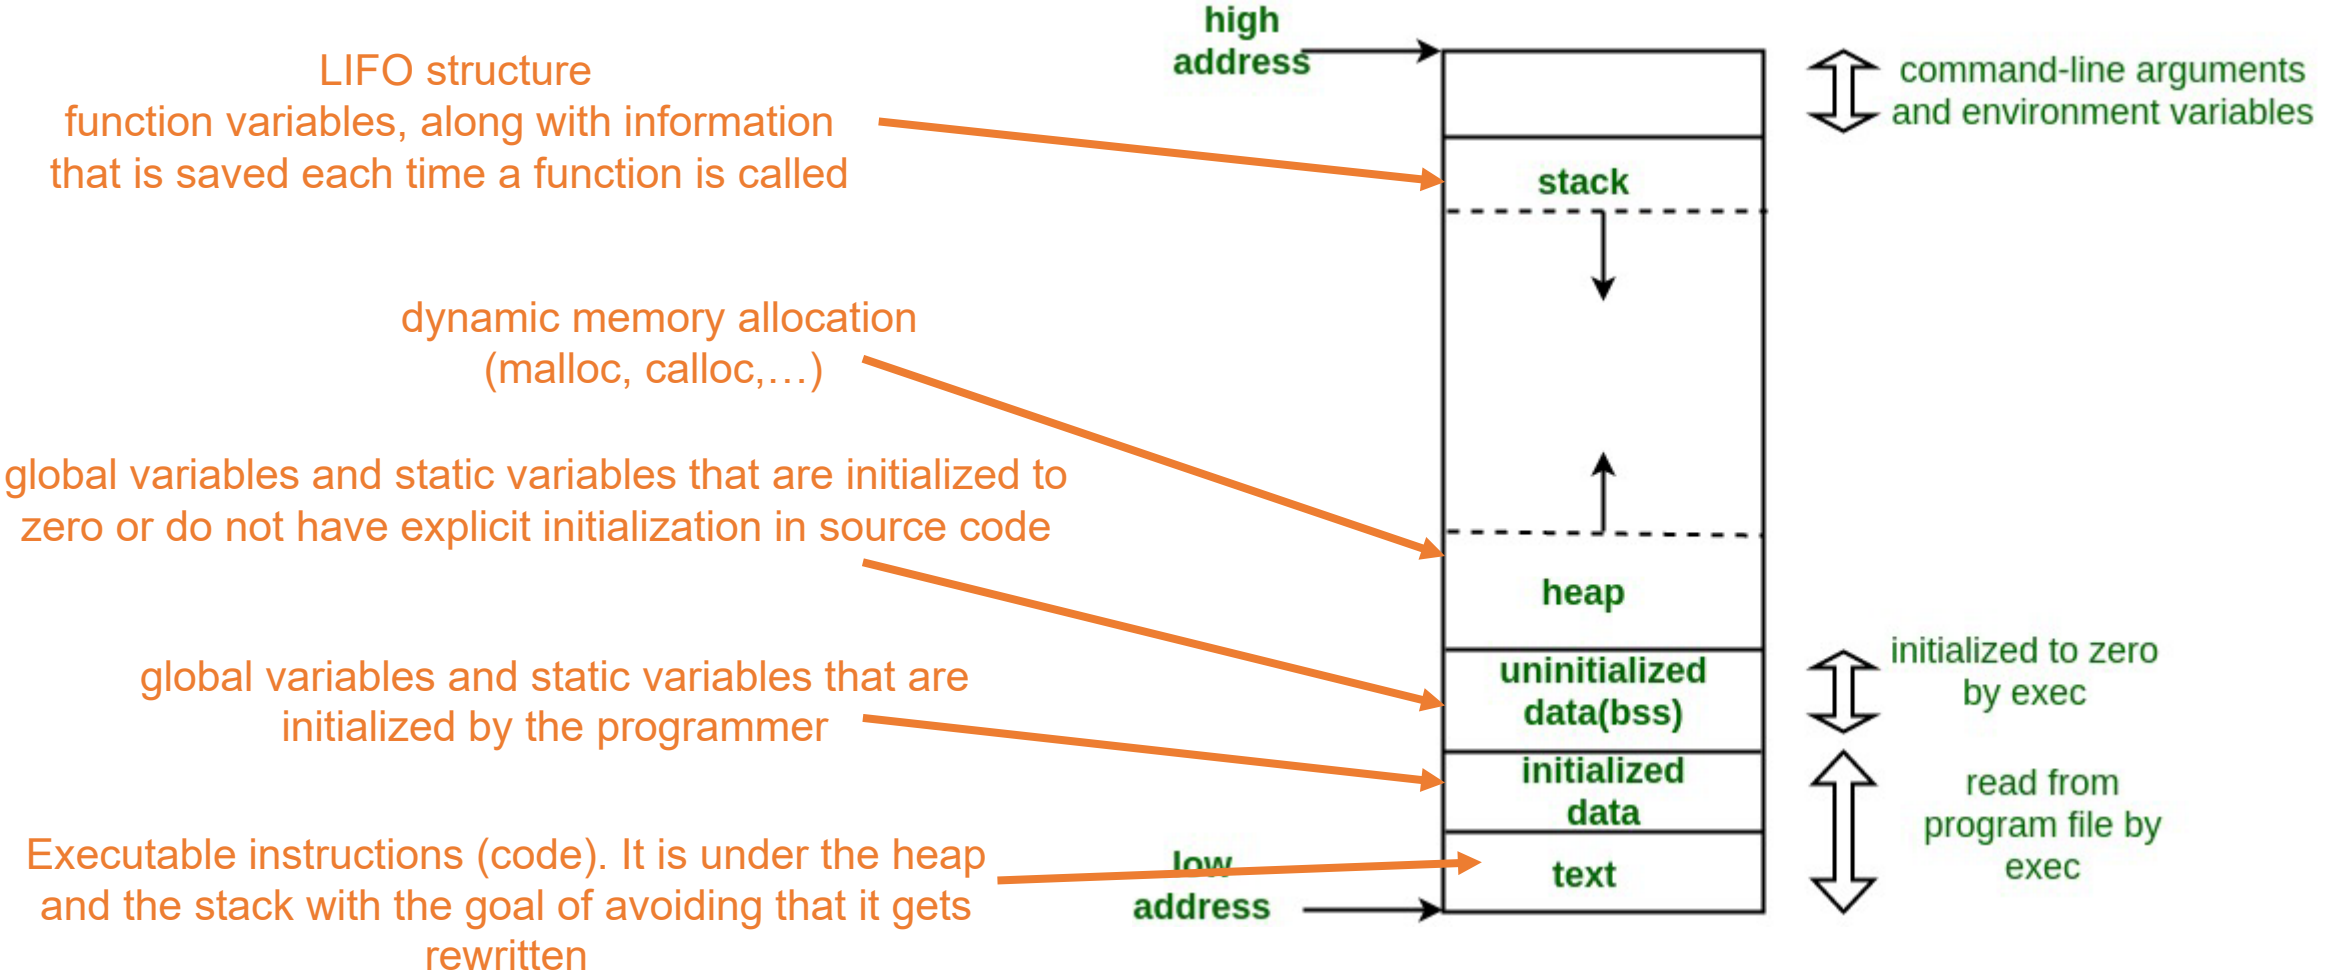 high
address
LIFO structure
function variables, along with information
that is saved each time a function is called
command-line arguments
and environment variables
stack
dynamic memory allocation
(malloc, calloc,...)
heap
global variables and static variables that are initialized to
zero or do not have explicit initialization in source code
uninitialized
data(bss)
initialized to zero
by exec
global variables and static variables that are
initialized by the programmer
initialized
data
read from
program file by
exec
Executable instructions (code). It is under the heap
and the stack with the goal of avoiding that it gets
rewritten
low
address
text